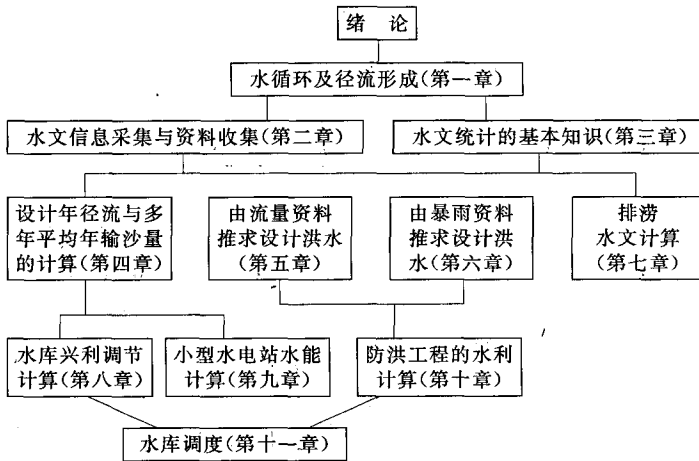 绪 论
水循环及径流形成(第一章)
水文信息采集与资料收集(第二章)
水文统计的基本知识(第三章)
设计年径流与多
年平均年输沙量
的计算(第四章)
由流量资料
推求设计洪水
(第五章)
由暴雨资料
推求设计洪
水(第六章)
排涝
水文计算
(第七章)
水库兴利调节
计算(第八章)
小型水电站水能
计算(第九章)
防洪工程的水利
计算(第十章)
水库调度(第十一章)